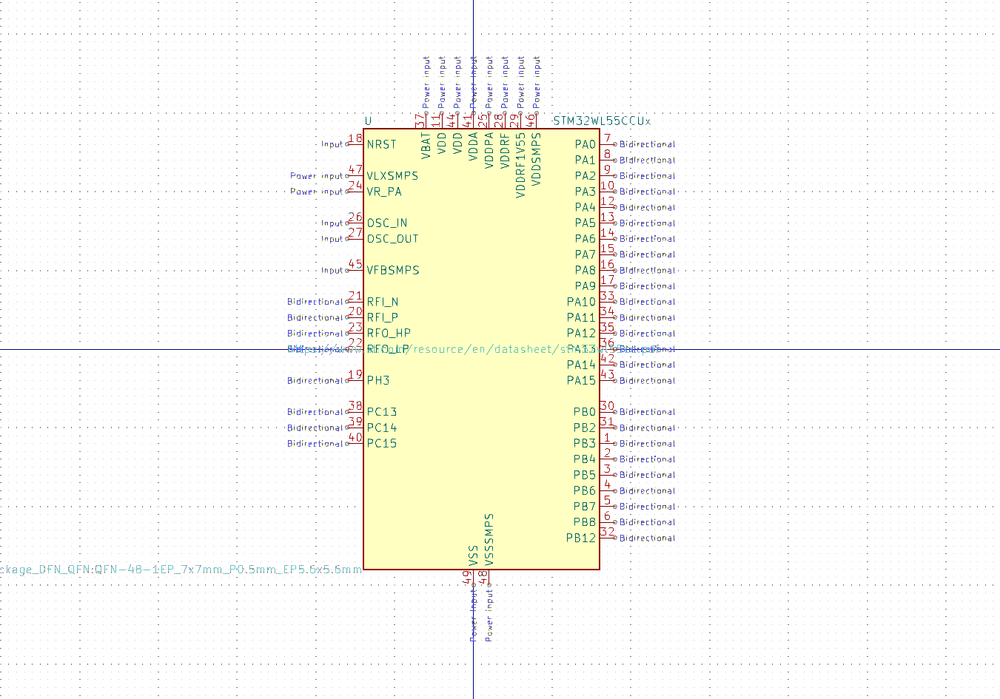 Power input Power input Power input Power input Power input Power input Power input Power input
37 11 44 41 25 28 29 46
U STM32WL55CCUx
VBAT VDD VDD VDDA VDDPA VDDRF VDDRF1V55 VDDSMPS
Input 18 NRST PA0 7 Bidirectional
PA1 8 Bidirectional
Power input 47 VLXSMPS PA2 9 Bidirectional
Power input 24 VR_PA PA3 10 Bidirectional
PA4 12 Bidirectional
Input 26 OSC_IN PA5 13 Bidirectional
Input 27 OSC_OUT PA6 14 Bidirectional
PA7 15 Bidirectional
Input 45 VFBSMPS PA8 16 Bidirectional
PA9 17 Bidirectional
Bidirectional 21 RFI_N PA10 33 Bidirectional
Bidirectional 20 RFI_P PA11 34 Bidirectional
Bidirectional 23 RFO_HP PA12 35 Bidirectional
22 RFO_LP /resource/en/datasheet/ PA13 36 Bidirectional
PA14 42 Bidirectional
Bidirectional 19 PH3 PA15 43 Bidirectional
Bidirectional 38 PC13 PB0 30 Bidirectional
Bidirectional 39 PC14 PB2 31 Bidirectional
Bidirectional 40 PC15 PB3 1 Bidirectional
PB4 2 Bidirectional
PB5 3 Bidirectional
PB6 4 Bidirectional
PB7 5 Bidirectional
PB8 6 Bidirectional
PB12 32 Bidirectional
VSS VSSSMPS
ckage_DFN_QFN:QFN-48-1EP_7x7mm_P0.5mm_EP5.6x5.6mm
49 48
Power input Power input